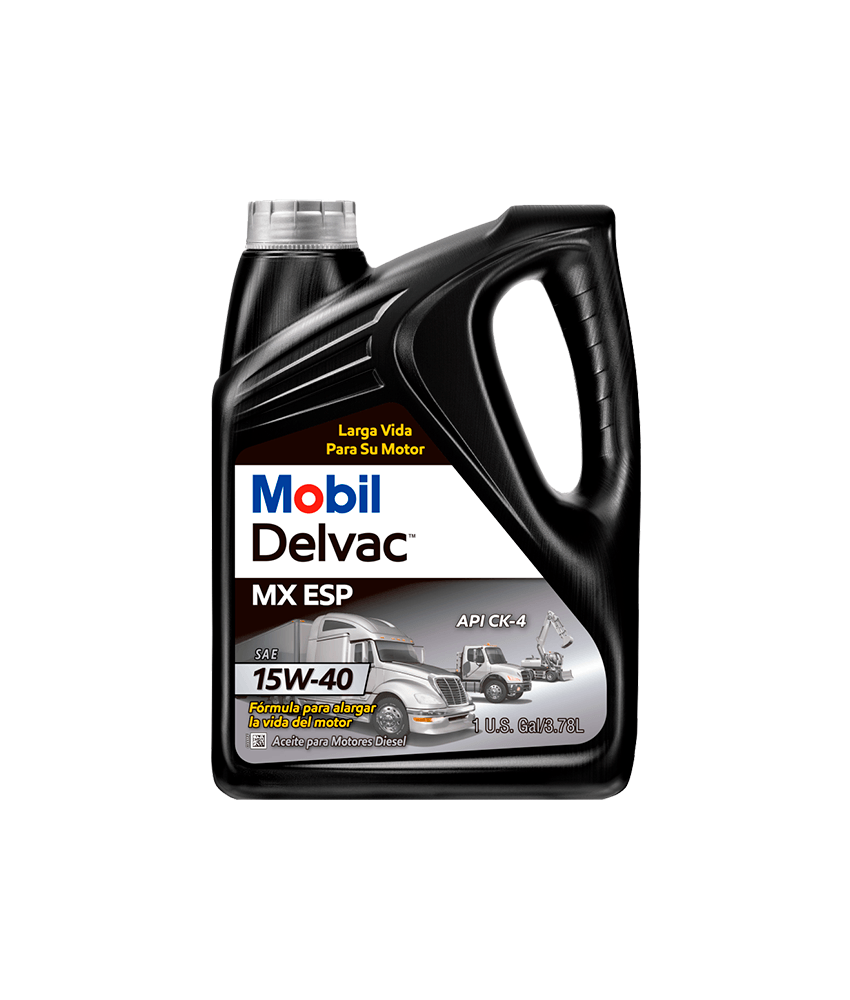 Larga Vida
Para Su Motor
Mobil
Delvac™
MX ESP
API CK-4
SAE
15W-40
Fórmula para alargar
la vida del motor
Aceite para Motores Diesel
1 U.S. Gal/3.78L